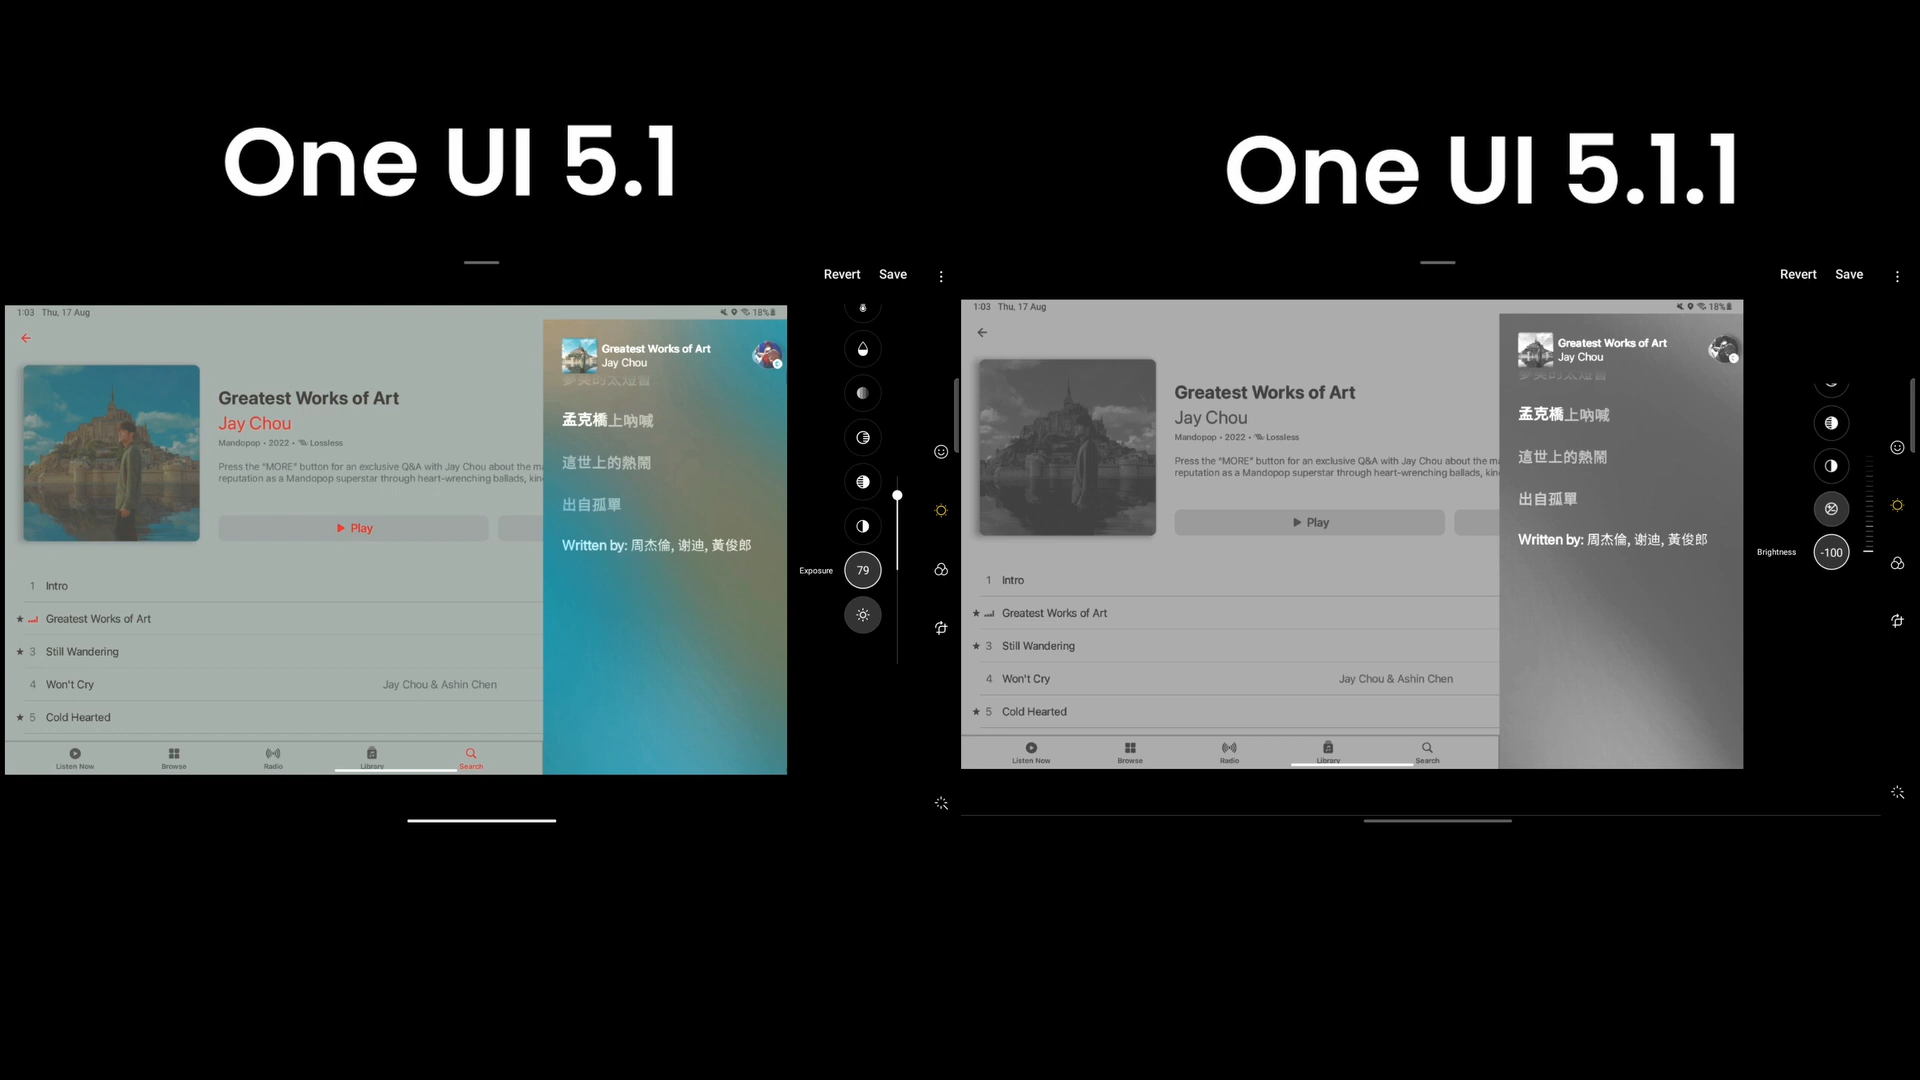 One UI 5.1
Revert Save
1:03 Thu, 17 Aug
18%
Greatest Works of Art
Jay Chou
Mandopop • 2022 • Lossless
Press the "MORE" button for an exclusive Q&A with Jay Chou about the ma
reputation as a Mandopop superstar through heart-wrenching ballads, kin
Play
1 Intro
Greatest Works of Art
3 Still Wandering
4 Won't Cry Jay Chou & Ashin Chen
5 Cold Hearted
Listen Now Browse Radio Library Search
Greatest Works of Art
Jay Chou
孟克橋上吶喊
這世上的熱鬧
出自孤單
Written by: 周杰倫, 谢迪, 黃俊郎
Exposure 79
One UI 5.1.1
Revert Save
1:03 Thu, 17 Aug
18%
Greatest Works of Art
Jay Chou
Mandopop • 2022 • Lossless
Press the "MORE" button for an exclusive Q&A with Jay Chou about the ma
reputation as a Mandopop superstar through heart-wrenching ballads, kin
Play
1 Intro
Greatest Works of Art
3 Still Wandering
4 Won't Cry Jay Chou & Ashin Chen
5 Cold Hearted
Listen Now Browse Radio Library Search
Greatest Works of Art
Jay Chou
孟克橋上吶喊
這世上的熱鬧
出自孤單
Written by: 周杰倫, 谢迪, 黃俊郎
Brightness -100